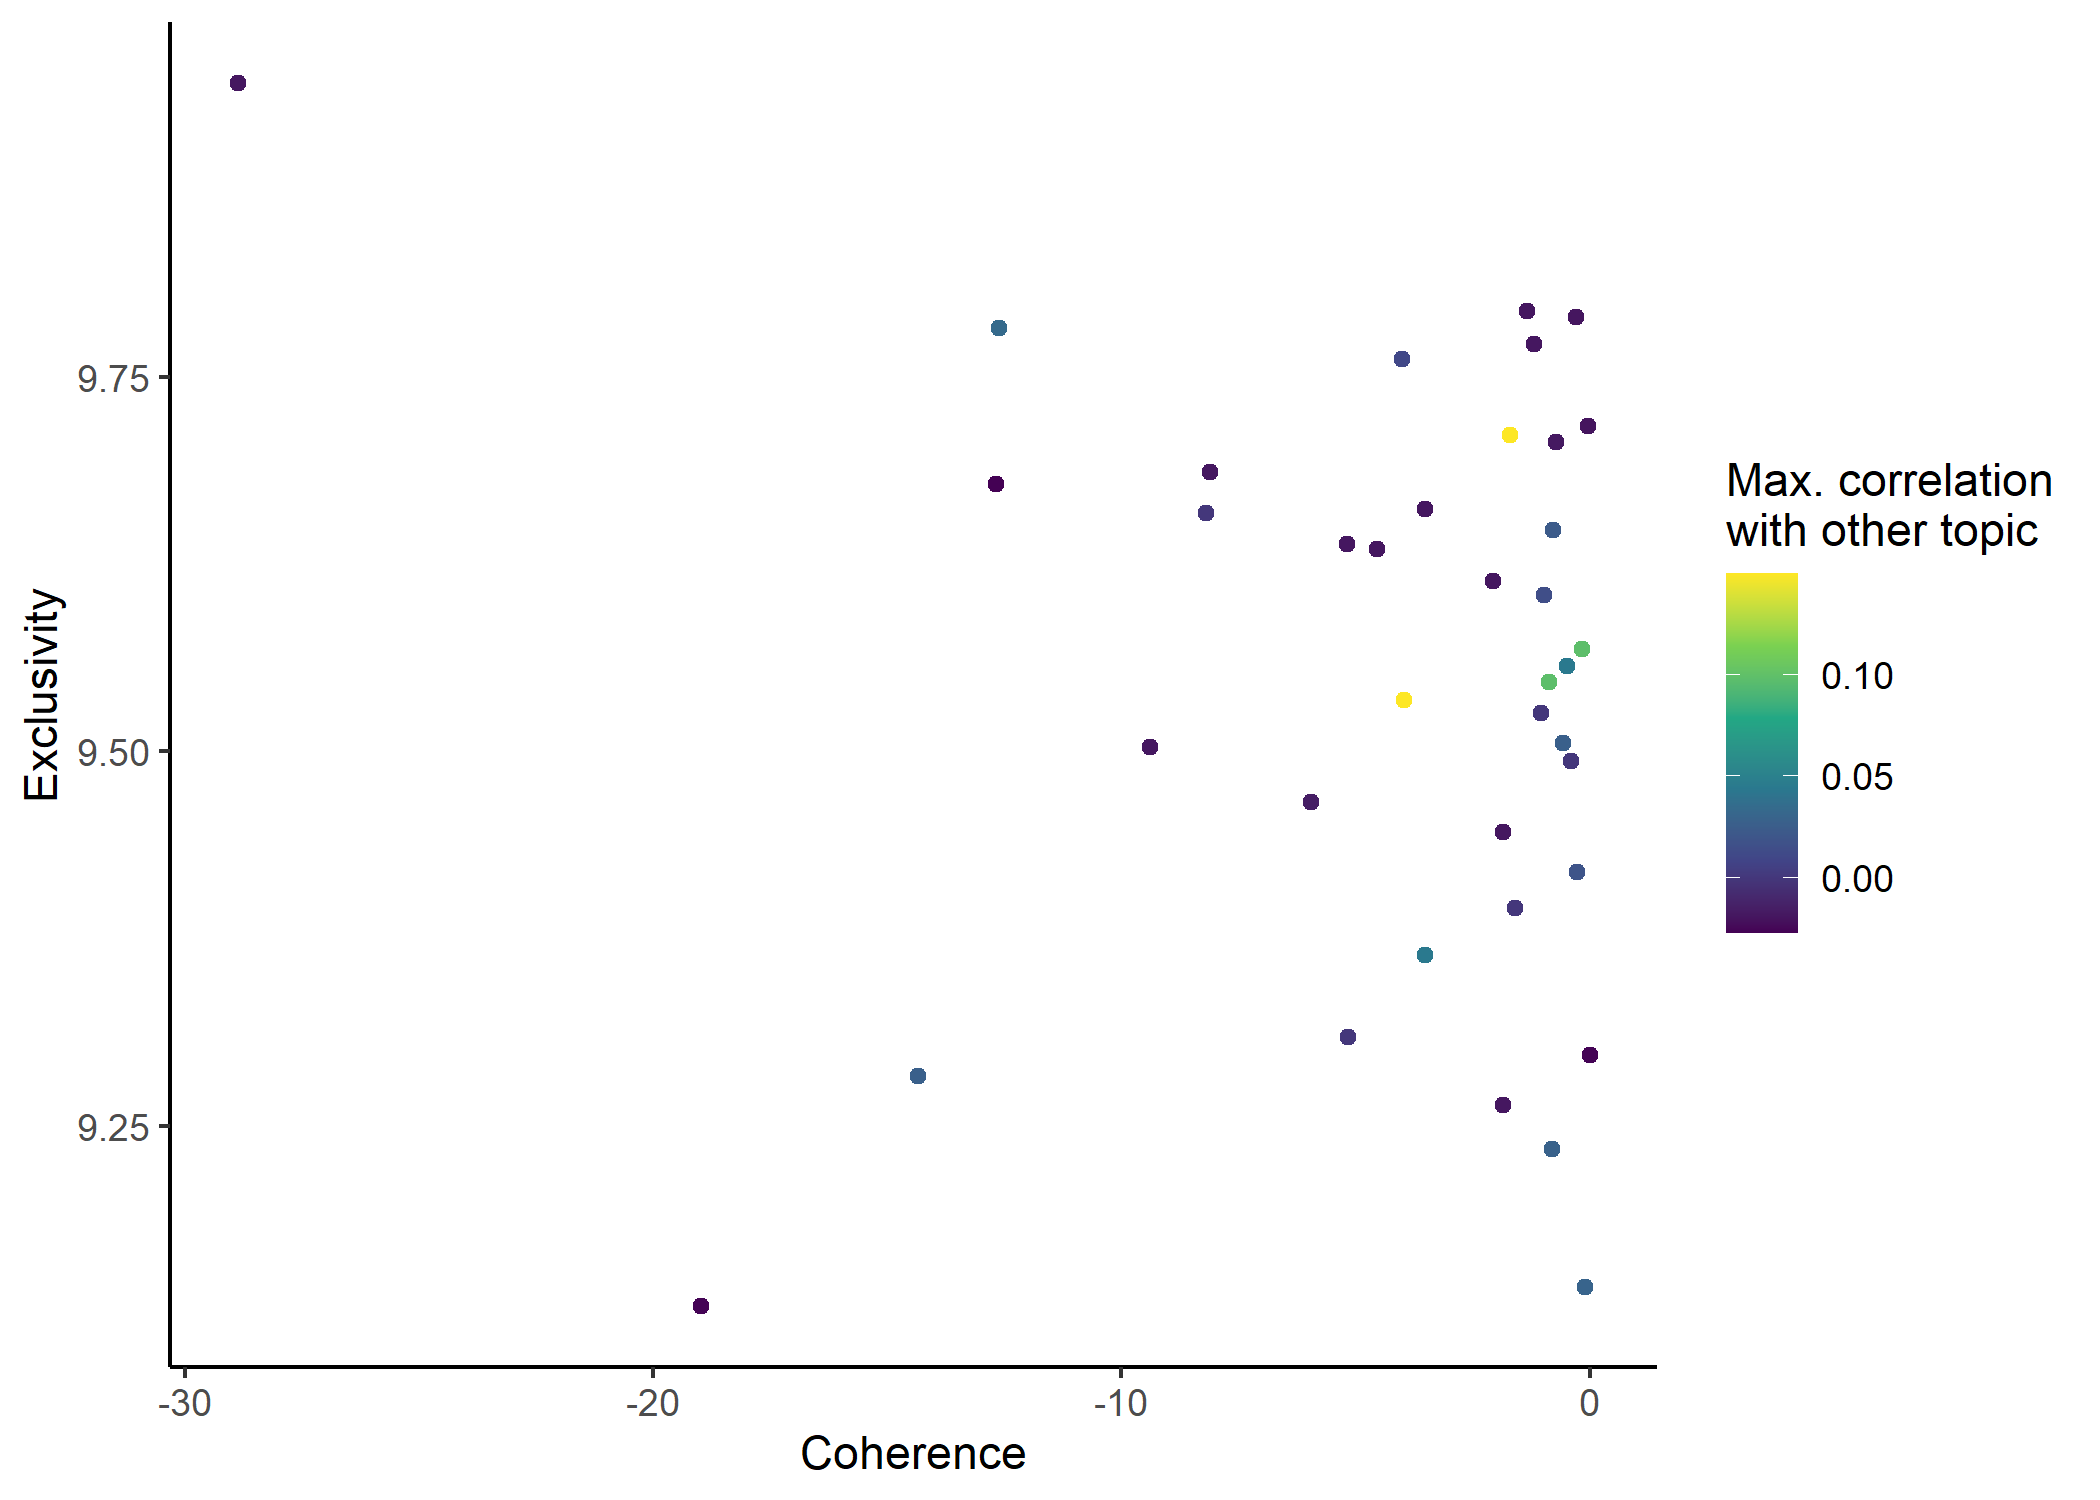 Exclusivity
9.75
9.50
9.25
-30
-20
-10
0
Coherence
Max. correlation
with other topic
0.10
0.05
0.00